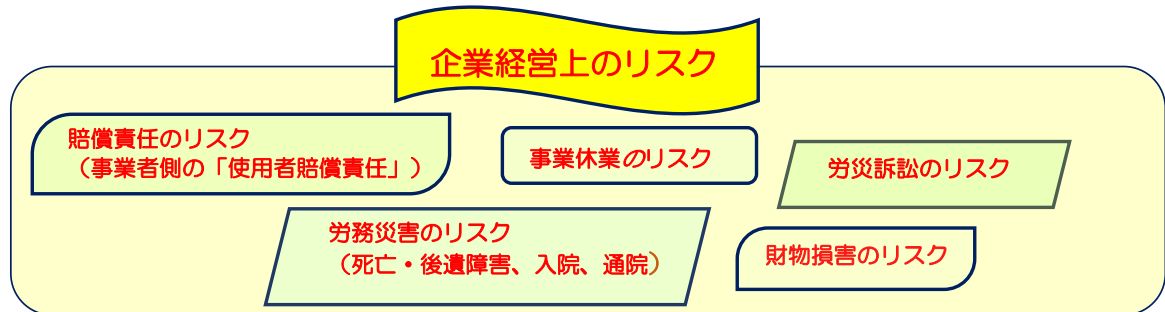 企業経営上のリスク
賠償責任のリスク
（事業者側の「使用者賠償責任」）
事業休業のリスク
労災訴訟のリスク
労務災害のリスク
（死亡・後遺障害、入院、通院）
財物損害のリスク